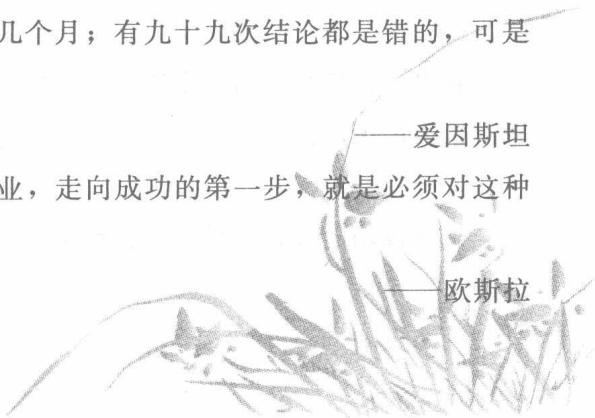 几个月；有九十九次结论都是错的，可是
——爱因斯坦
业，走向成功的第一步，就是必须对这种
——欧斯拉